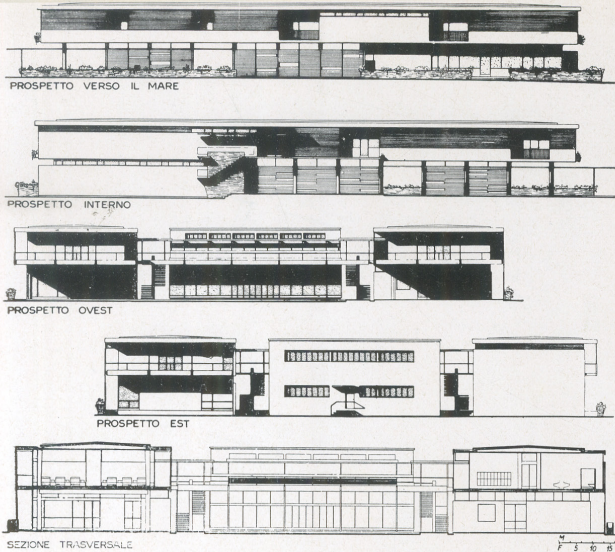 PROSPETTO VERSO IL MARE
PROSPETTO INTERNO
PROSPETTO OVEST
PROSPETTO EST
SEZIONE TRASVERSALE
M
F 5 10 15